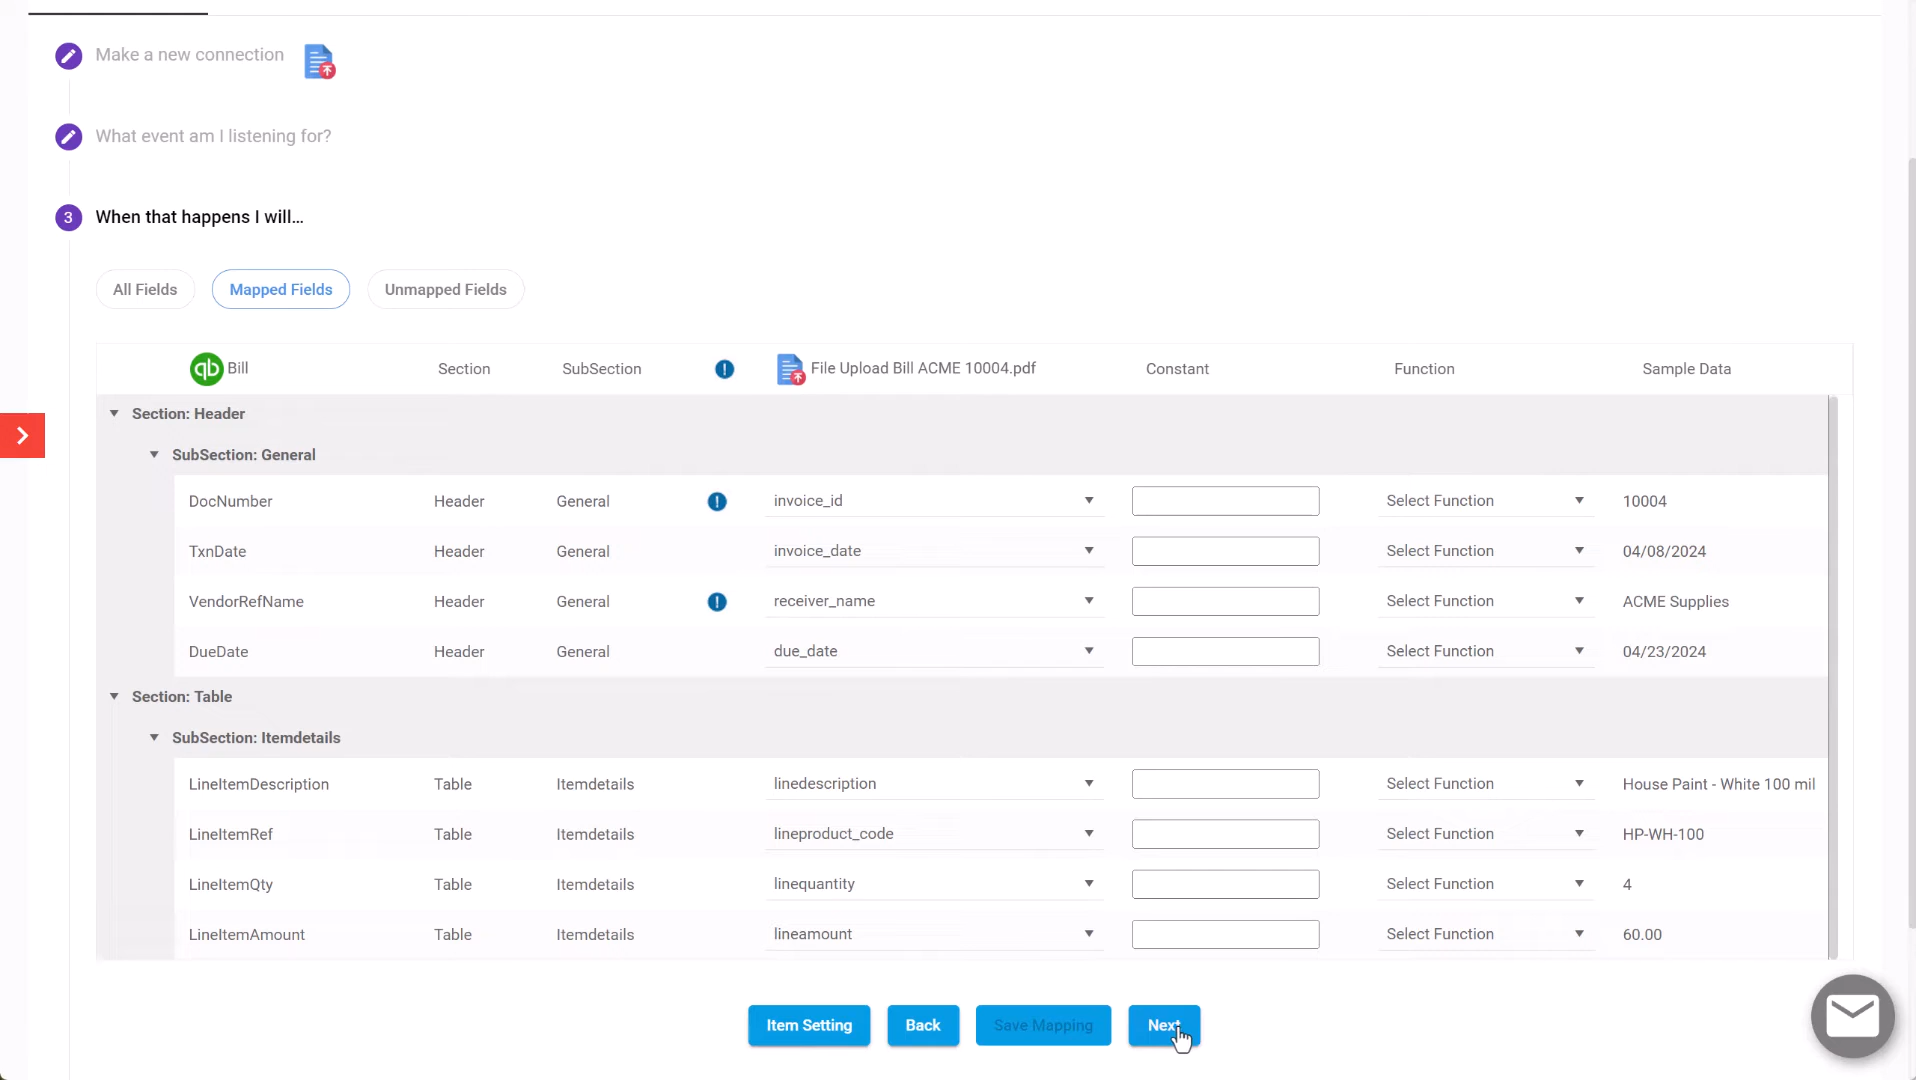 Make a new connection
What event am I listening for?
3 When that happens I will...
All Fields Mapped Fields Unmapped Fields
qb Bill Section SubSection ! File Upload Bill ACME 10004.pdf Constant Function Sample Data
Section: Header
SubSection: General
DocNumber Header General ! invoice_id Select Function 10004
TxnDate Header General invoice_date Select Function 04/08/2024
VendorRefName Header General ! receiver_name Select Function ACME Supplies
DueDate Header General due_date Select Function 04/23/2024
Section: Table
SubSection: Itemdetails
LineItemDescription Table Itemdetails linedescription Select Function House Paint - White 100 mil
LineItemRef Table Itemdetails lineproduct_code Select Function HP-WH-100
LineItemQty Table Itemdetails linequantity Select Function 4
LineItemAmount Table Itemdetails lineamount Select Function 60.00
Item Setting Back Save Mapping Next